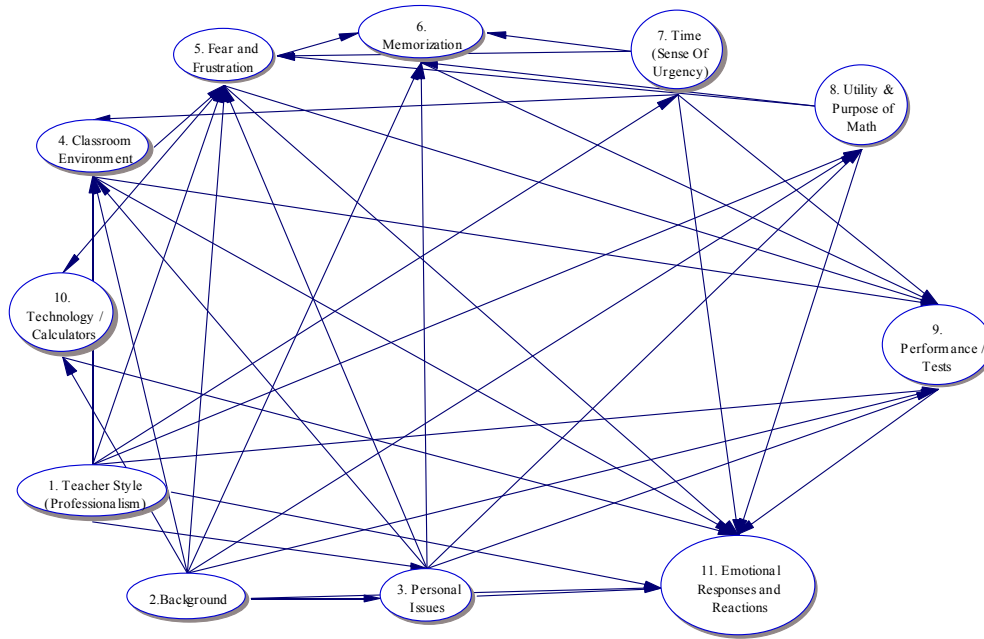 6.
Memorization
7. Time
(Sense Of
Urgency)
5. Fear and
Frustration
8. Utility &
Purpose of
Math
4. Classroom
Environment
10.
Technology /
Calculators
9.
Performance /
Tests
1. Teacher Style
(Professionalism)
2.Background
3. Personal
Issues
11. Emotional
Responses and
Reactions